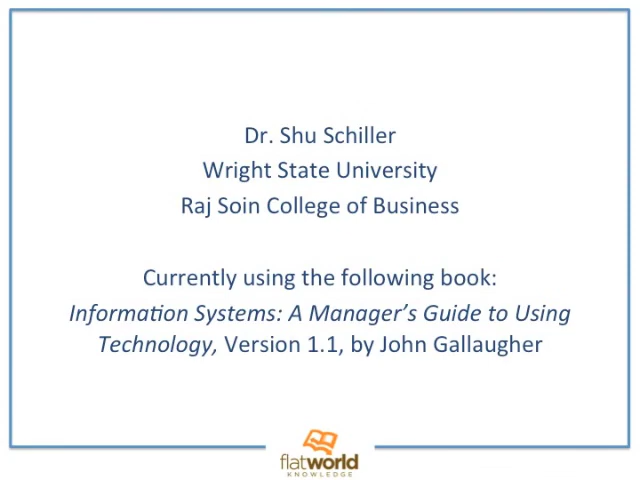 Dr. Shu Schiller
Wright State University
Raj Soin College of Business
Currently using the following book:
Information Systems: A Manager’s Guide to Using
Technology, Version 1.1, by John Gallaugher
flatworld
KNOWLEDGE